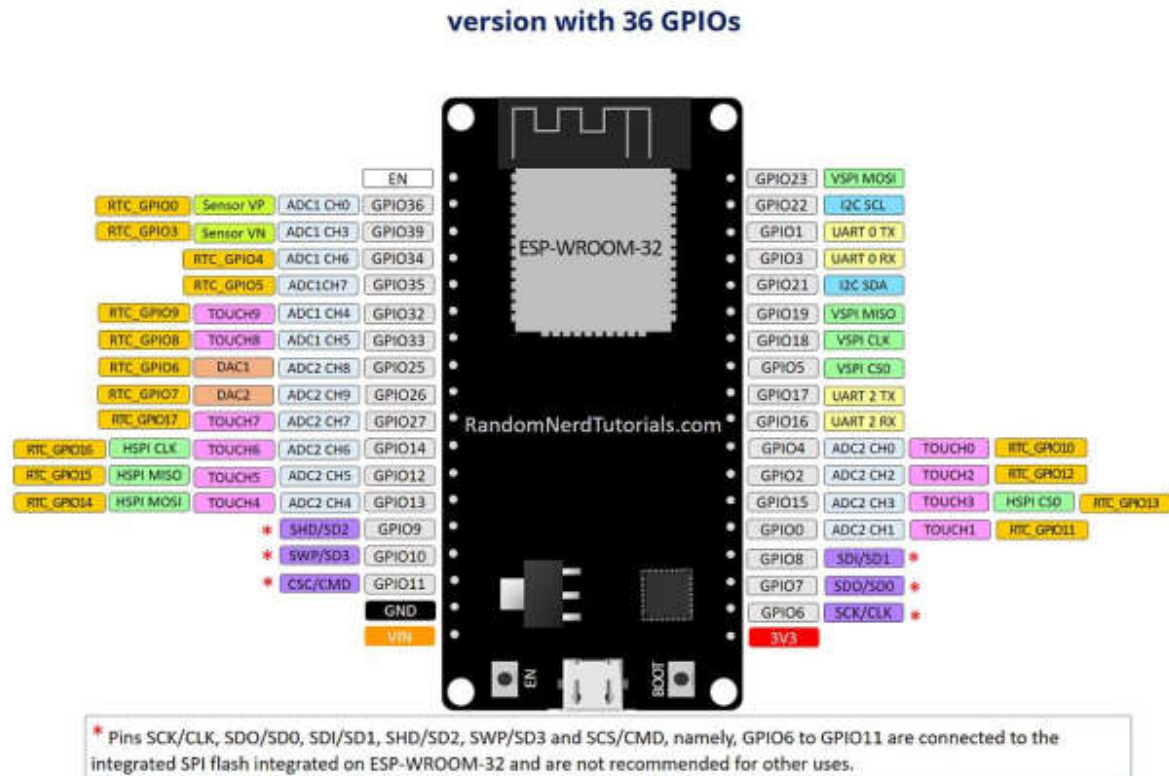 version with 36 GPIOs
EN
RTC_GPIO0 Sensor VP ADC1 CH0 GPIO36
RTC_GPIO3 Sensor VN ADC1 CH3 GPIO39
RTC_GPIO4 ADC1 CH6 GPIO34
RTC_GPIO5 ADC1CH7 GPIO35
RTC_GPIO9 TOUCH9 ADC1 CH4 GPIO32
RTC_GPIO8 TOUCH8 ADC1 CH5 GPIO33
RTC_GPIO6 DAC1 ADC2 CH8 GPIO25
RTC_GPIO7 DAC2 ADC2 CH9 GPIO26
RTC_GPIO17 TOUCH7 ADC2 CH7 GPIO27
RTC_GPIO16 HSPI CLK TOUCH6 ADC2 CH6 GPIO14
RTC_GPIO15 HSPI MISO TOUCH5 ADC2 CH5 GPIO12
RTC_GPIO14 HSPI MOSI TOUCH4 ADC2 CH4 GPIO13
* SHD/SD2 GPIO9
* SWP/SD3 GPIO10
* CSC/CMD GPIO11
GND
VIN
ESP-WROOM-32
RandomNerdTutorials.com
EN
BOOT
GPIO23 VSPI MOSI
GPIO22 I2C SCL
GPIO1 UART 0 TX
GPIO3 UART 0 RX
GPIO21 I2C SDA
GPIO19 VSPI MISO
GPIO18 VSPI CLK
GPIO5 VSPI CS0
GPIO17 UART 2 TX
GPIO16 UART 2 RX
GPIO4 ADC2 CH0 TOUCH0 RTC_GPIO10
GPIO2 ADC2 CH2 TOUCH2 RTC_GPIO12
GPIO15 ADC2 CH3 TOUCH3 HSPI CS0 RTC_GPIO13
GPIO0 ADC2 CH1 TOUCH1 RTC_GPIO11
GPIO8 SDI/SD1 *
GPIO7 SDO/SD0 *
GPIO6 SCK/CLK *
3V3
* Pins SCK/CLK, SDO/SD0, SDI/SD1, SHD/SD2, SWP/SD3 and SCS/CMD, namely, GPIO6 to GPIO11 are connected to the
integrated SPI flash integrated on ESP-WROOM-32 and are not recommended for other uses.